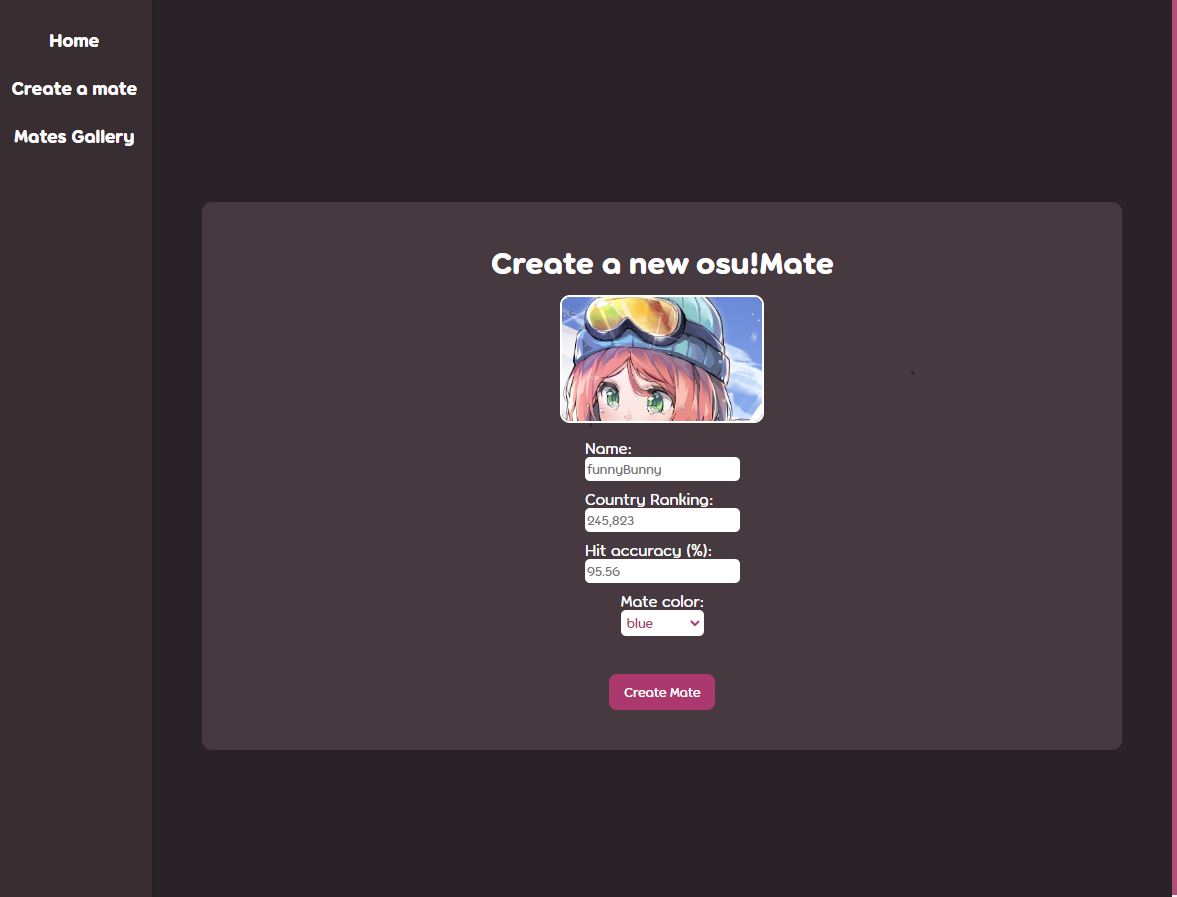 Home
Create a mate
Mates Gallery
Create a new osu!Mate
Name:
funnyBunny
Country Ranking:
245,823
Hit accuracy (%):
95.56
Mate color:
blue
Create Mate